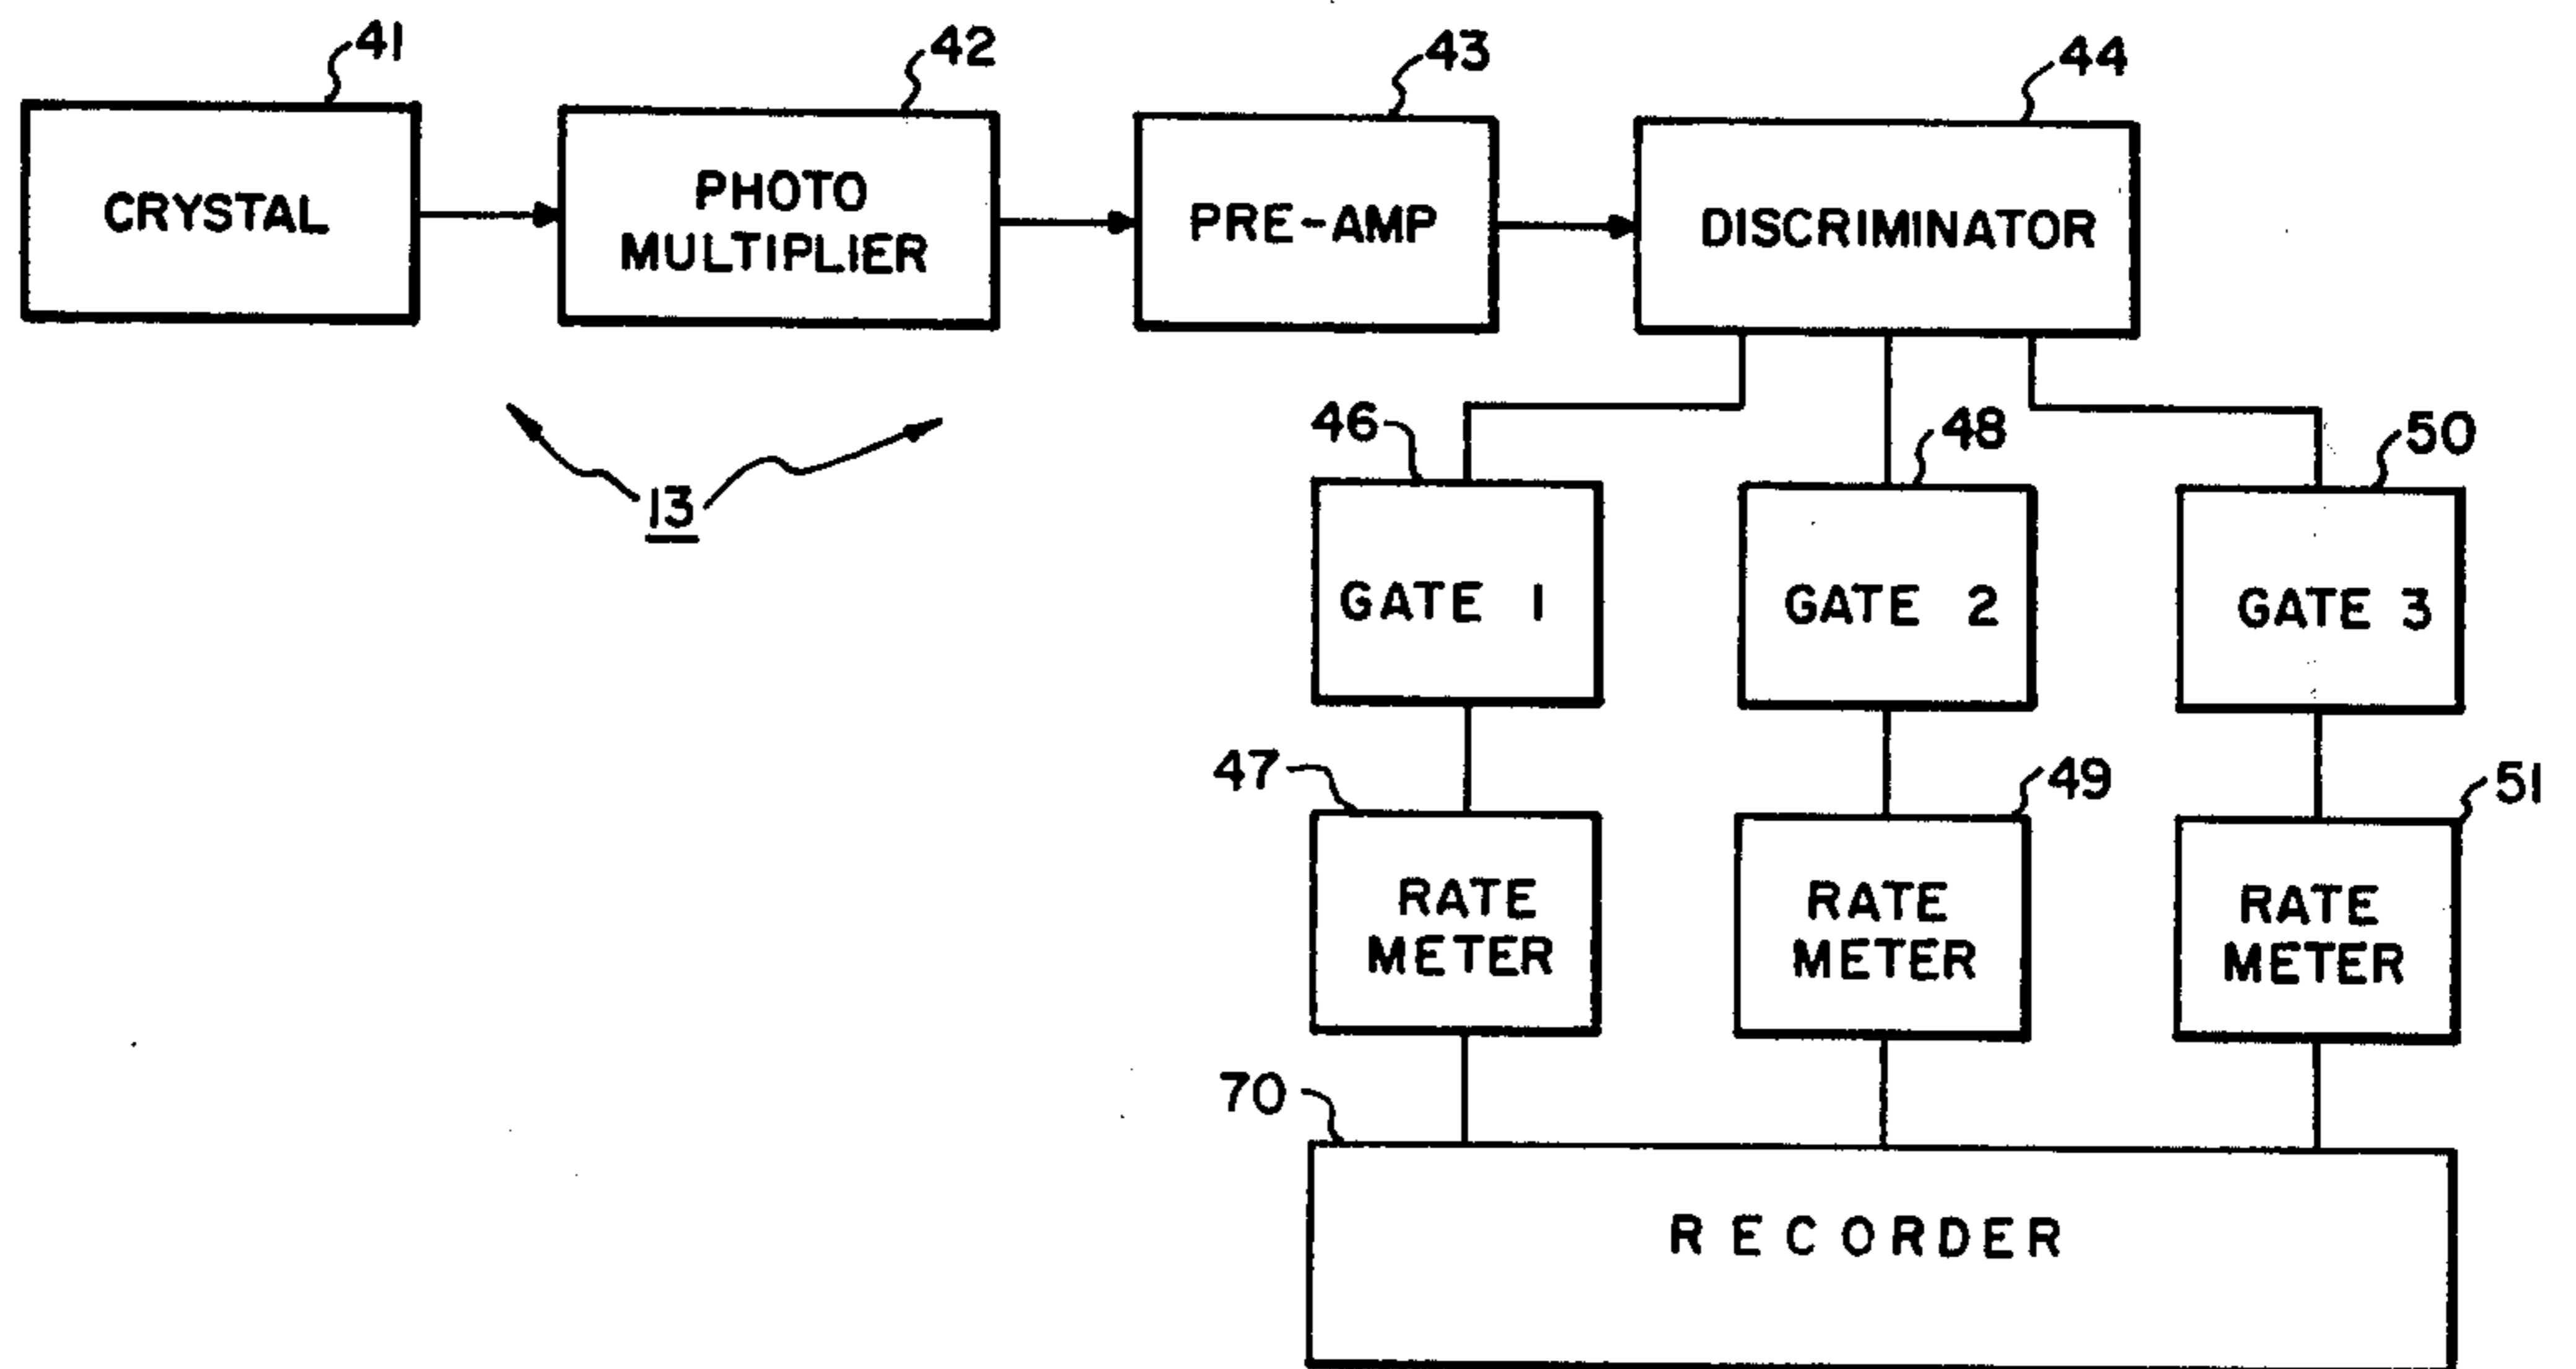 41
42
43
44
CRYSTAL
PHOTO
MULTIPLIER
PRE-AMP
DISCRIMINATOR
13
46
48
50
GATE 1
GATE 2
GATE 3
47
49
51
RATE
METER
RATE
METER
RATE
METER
70
RECORDER